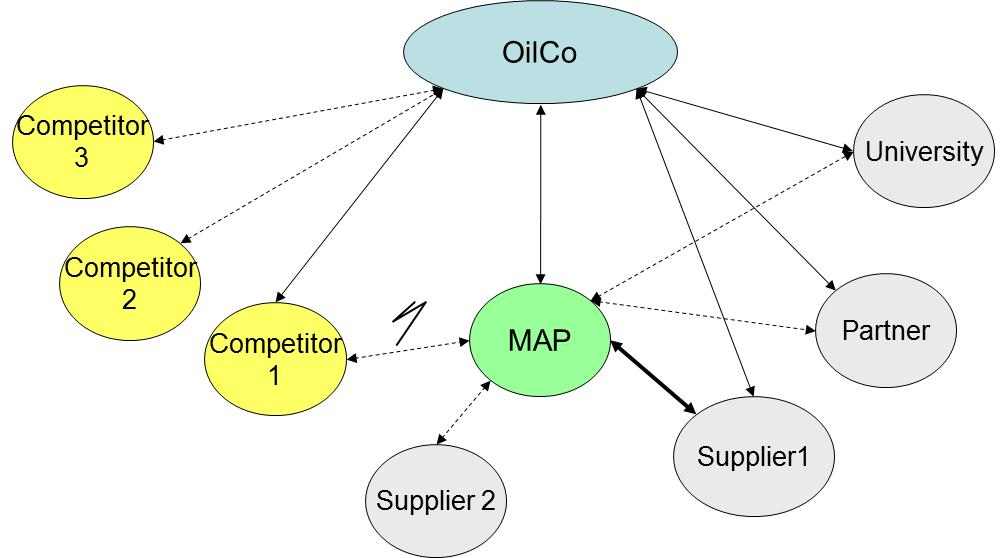 OilCo
Competitor
3
University
Competitor
2
Competitor
1
MAP
Partner
Supplier1
Supplier 2